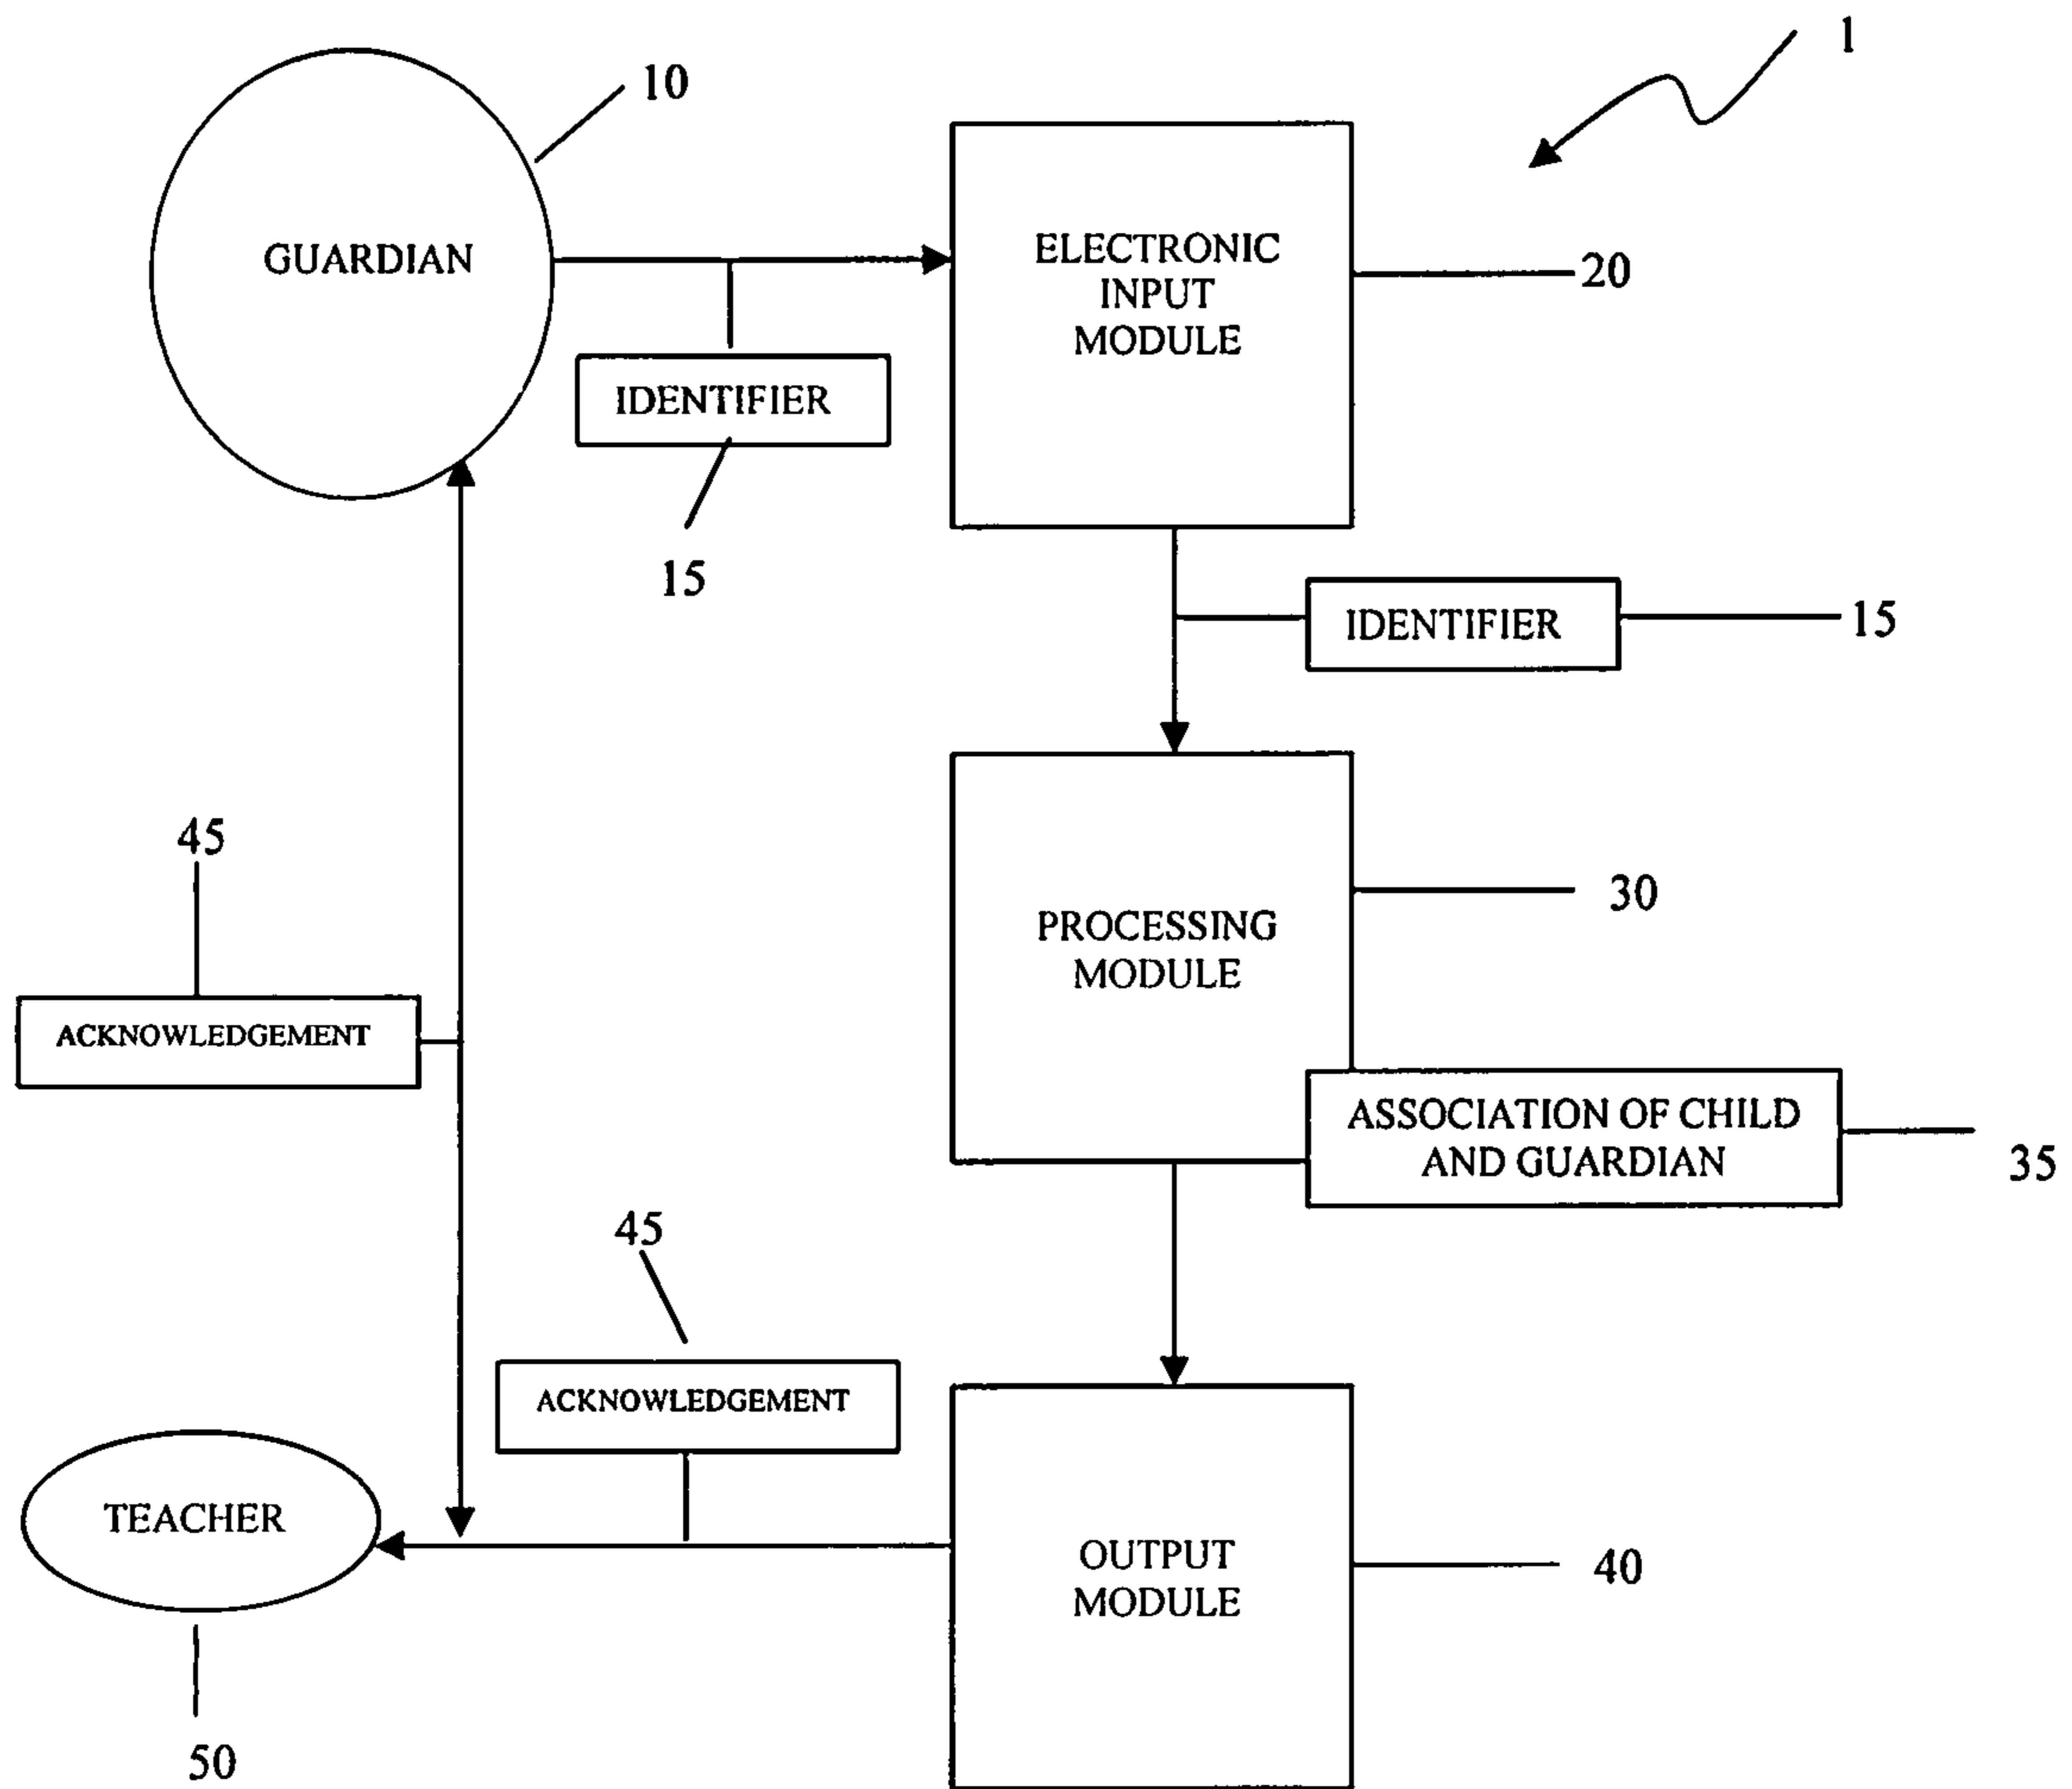 1
10
GUARDIAN
ELECTRONIC
INPUT
MODULE
20
IDENTIFIER
15
IDENTIFIER
15
45
PROCESSING
MODULE
30
ACKNOWLEDGEMENT
ASSOCIATION OF CHILD
AND GUARDIAN
35
45
ACKNOWLEDGEMENT
TEACHER
OUTPUT
MODULE
40
50